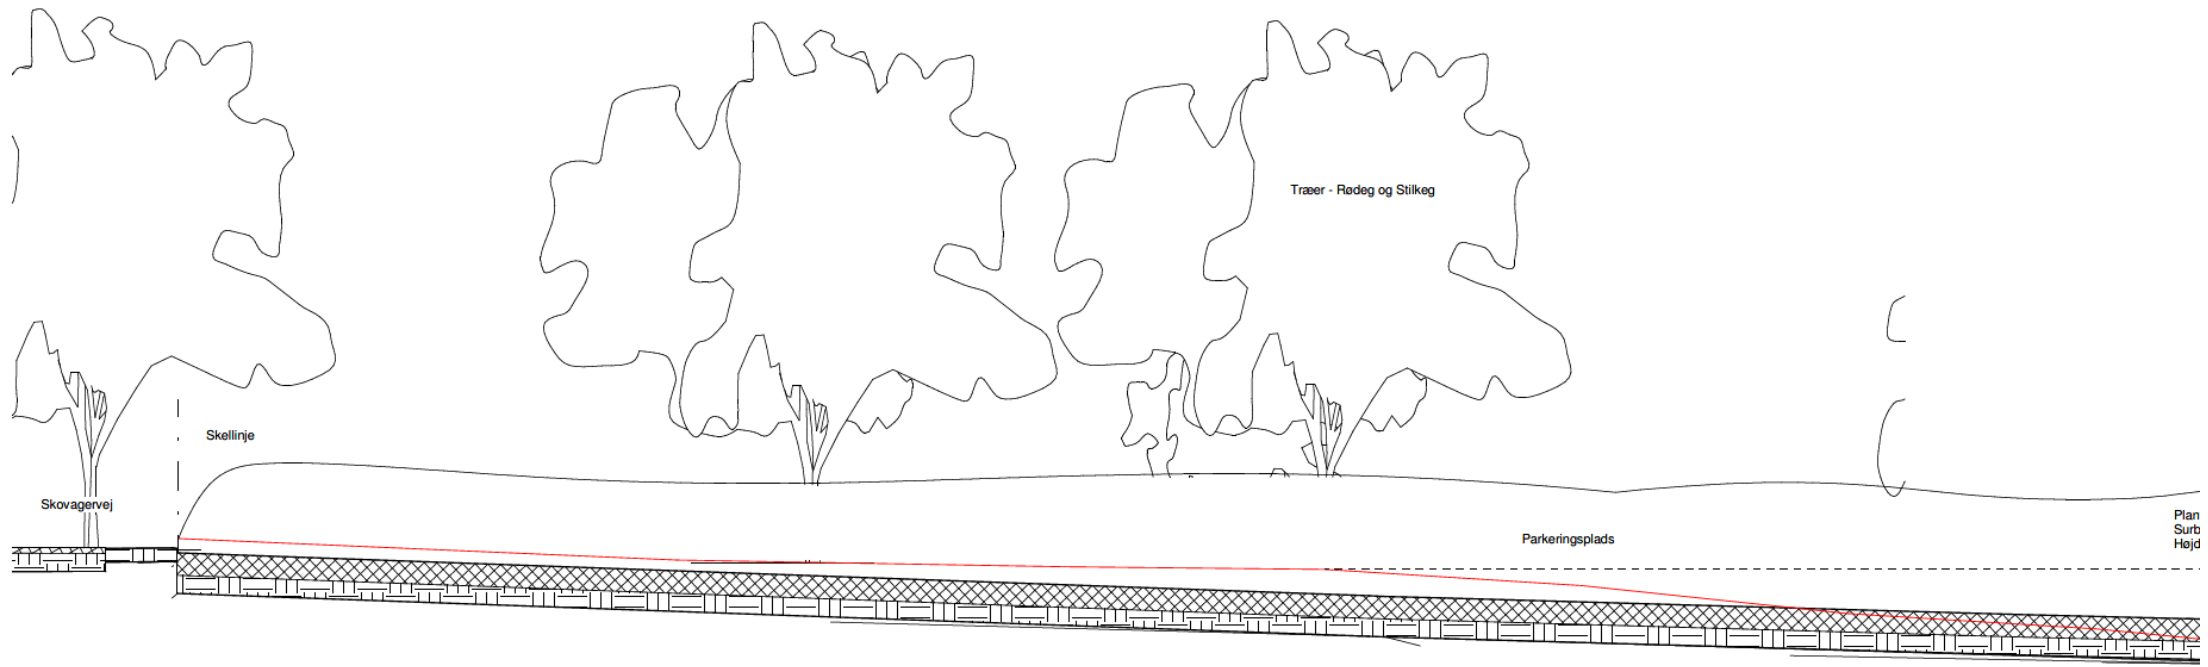 Træer - Rødeg og Stilkeg
Skellinje
Skovagervej
Parkeringsplads
Plan
Surb
Højd